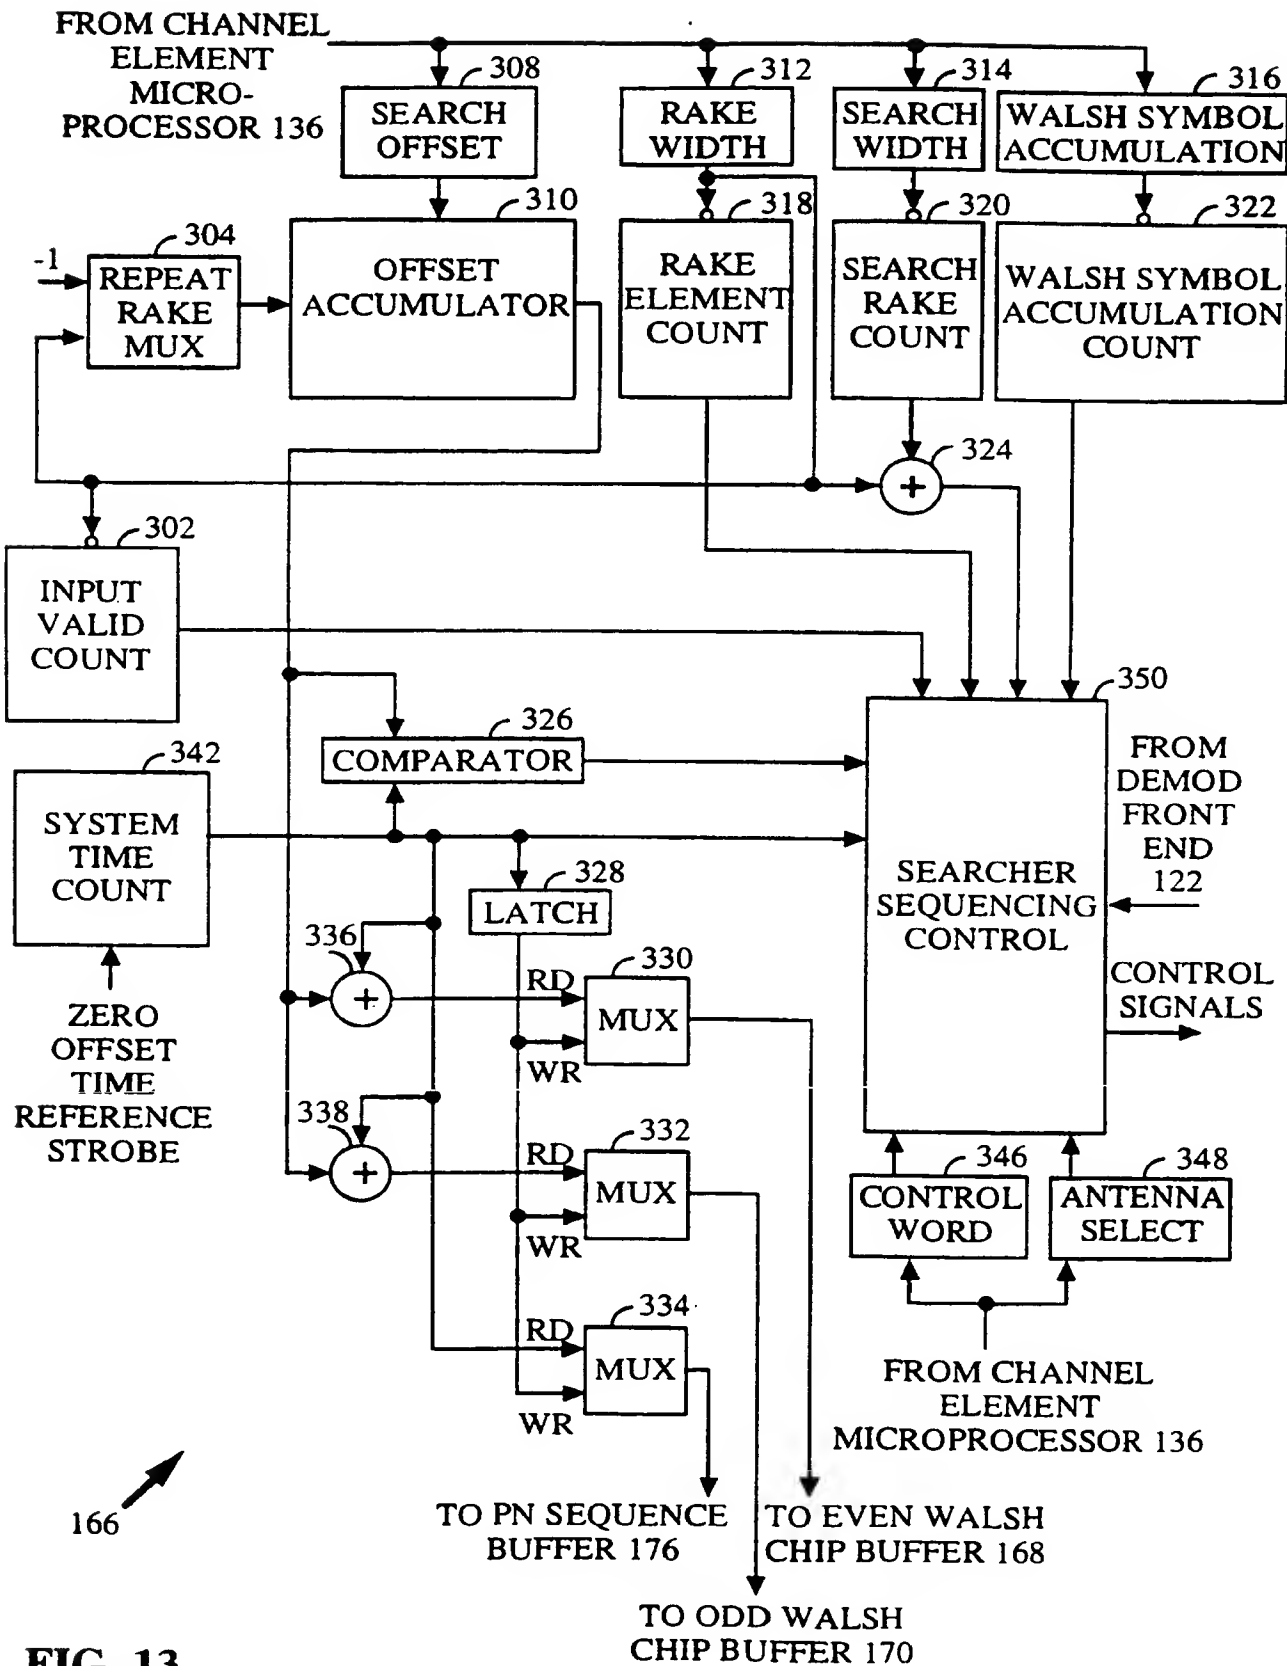 FROM CHANNEL
ELEMENT
MICRO-
PROCESSOR 136
308
SEARCH
OFFSET
312
RAKE
WIDTH
314
SEARCH
WIDTH
316
WALSH SYMBOL
ACCUMULATION
304
-1
REPEAT
RAKE
MUX
310
OFFSET
ACCUMULATOR
318
RAKE
ELEMENT
COUNT
320
SEARCH
RAKE
COUNT
322
WALSH SYMBOL
ACCUMULATION
COUNT
324
+
302
INPUT
VALID
COUNT
326
COMPARATOR
342
SYSTEM
TIME
COUNT
350
SEARCHER
SEQUENCING
CONTROL
FROM
DEMOD
FRONT
END
122
CONTROL
SIGNALS
328
LATCH
336
+
RD
330
MUX
WR
ZERO
OFFSET
TIME
REFERENCE
STROBE
338
+
RD
332
MUX
WR
346
CONTROL
WORD
348
ANTENNA
SELECT
RD
334
MUX
WR
FROM CHANNEL
ELEMENT
MICROPROCESSOR 136
166
TO PN SEQUENCE
BUFFER 176
TO EVEN WALSH
CHIP BUFFER 168
TO ODD WALSH
CHIP BUFFER 170
FIG. 13